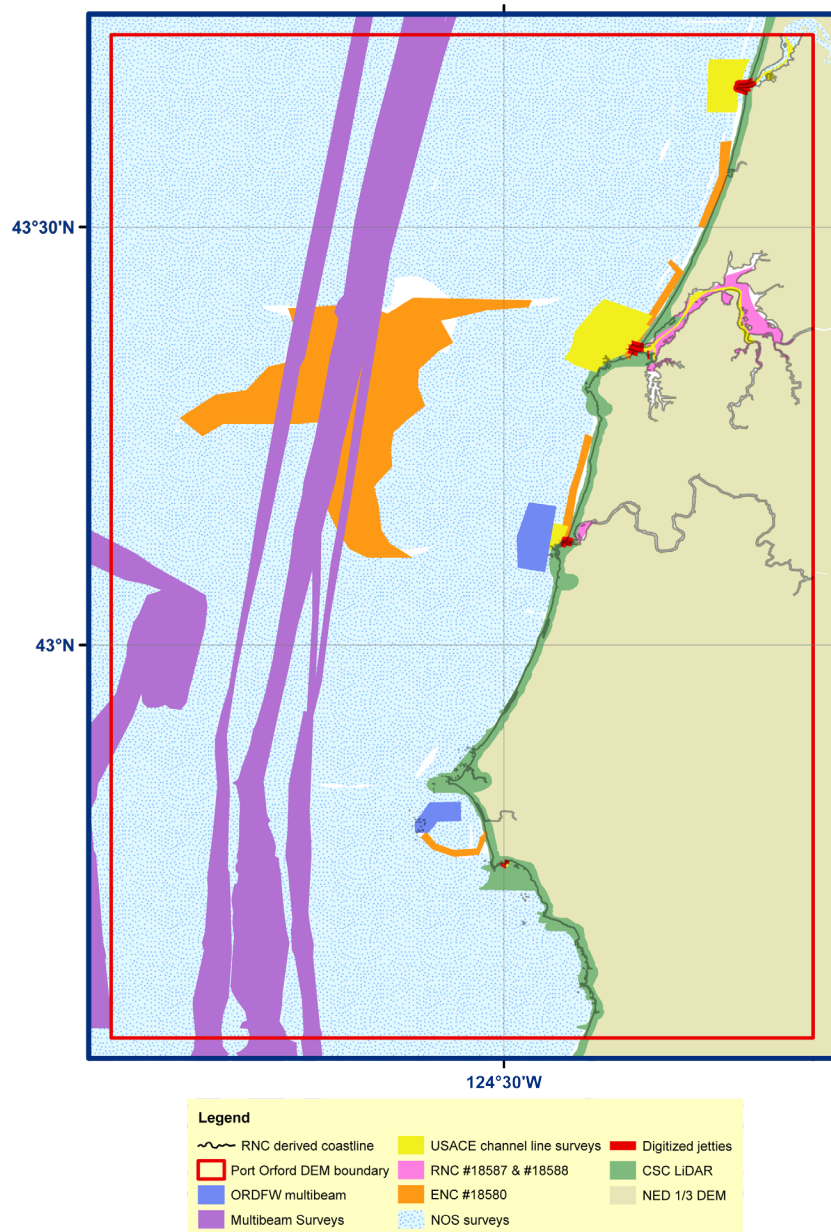 43°30'N
43°N
124°30'W
Legend
RNC derived coastline
Port Orford DEM boundary
ORDFW multibeam
Multibeam Surveys
USACE channel line surveys
RNC #18587 & #18588
ENC #18580
NOS surveys
Digitized jetties
CSC LiDAR
NED 1/3 DEM